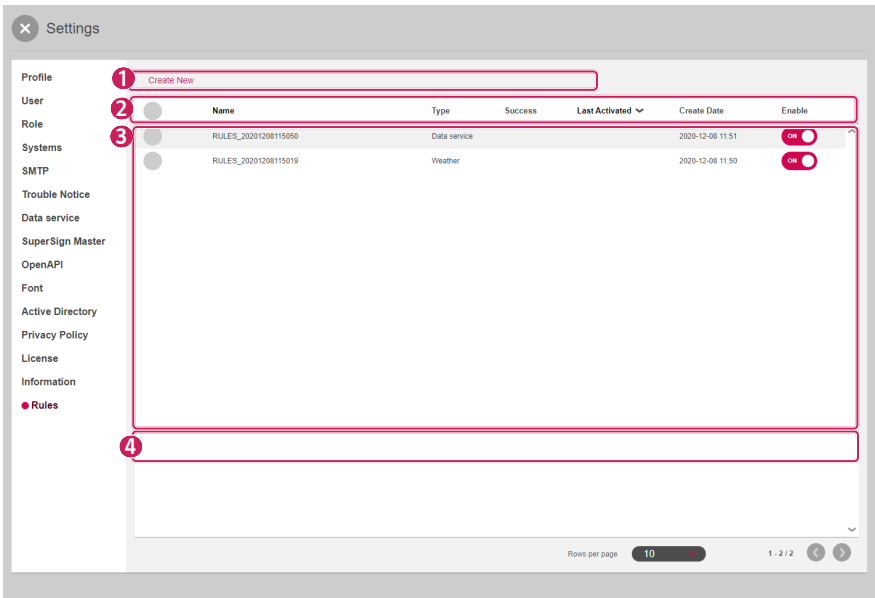 Settings
Profile
User
Role
Systems
SMTP
Trouble Notice
Data service
SuperSign Master
OpenAPI
Font
Active Directory
Privacy Policy
License
Information
Rules
1 Create New
2 Name Type Success Last Activated Create Date Enable
3 RULES_20201208115050 Data service 2020-12-08 11:51 ON
RULES_20201208115019 Weather 2020-12-08 11:50 ON
4
Rows per page 10 1 - 2 / 2